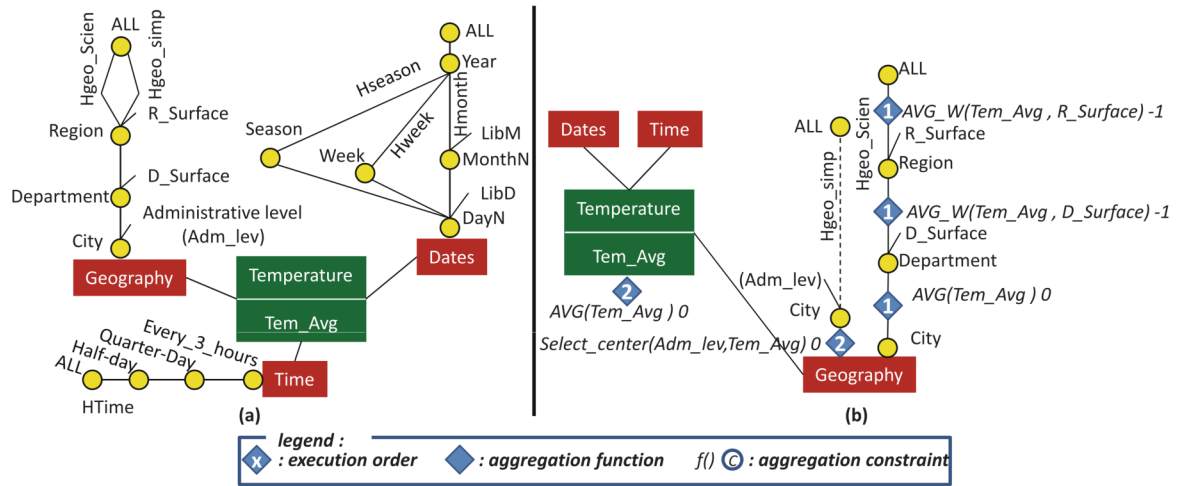 ALL
Hgeo_Scien
Hgeo_simp
R_Surface
Region
D_Surface
Department
Administrative level
(Adm_lev)
City
Geography
ALL
Year
Hseason
Hweek
Hmonth
Season
Week
LibM
MonthN
LibD
DayN
Dates
Temperature
Tem_Avg
Every_3_hours
Quarter-Day
Half-day
ALL
Time
HTime
(a)
Dates
Time
Temperature
Tem_Avg
2
AVG(Tem_Avg ) 0
ALL
Hgeo_simp
(Adm_lev)
City
Select_center(Adm_lev,Tem_Avg) 0
2
ALL
Hgeo_Scien
1
AVG_W(Tem_Avg , R_Surface) -1
R_Surface
Region
1
AVG_W(Tem_Avg , D_Surface) -1
D_Surface
Department
1
AVG(Tem_Avg ) 0
City
Geography
(b)
legend :
x : execution order
: aggregation function
f() c : aggregation constraint